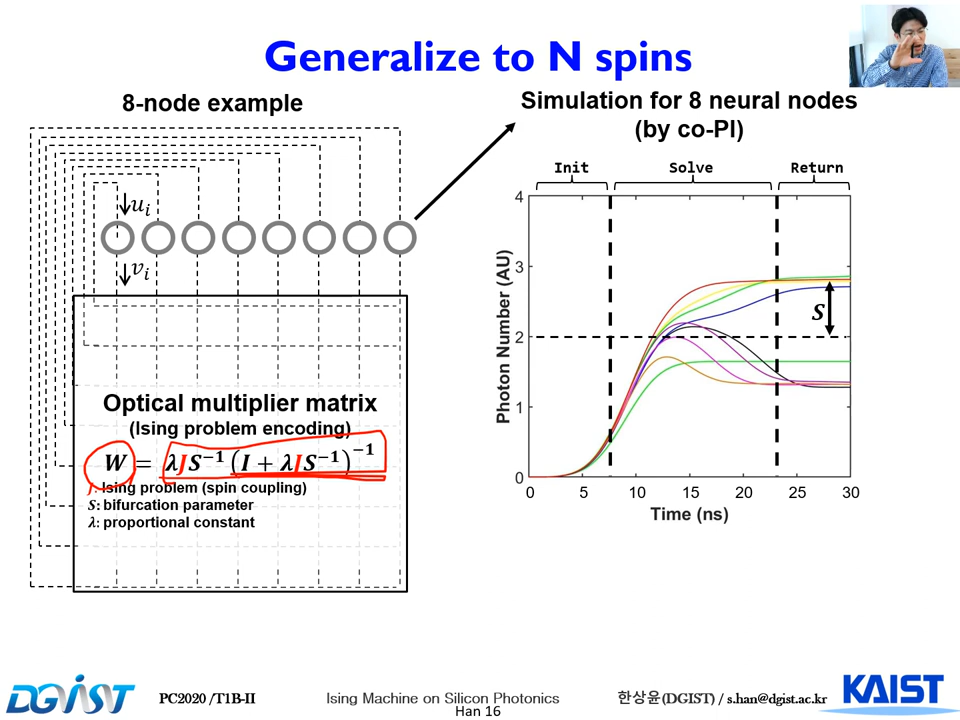 Generalize to N spins
8-node example
Simulation for 8 neural nodes
(by co-PI)
Init Solve Return
↓uᵢ
↓vᵢ
Optical multiplier matrix
(Ising problem encoding)
W = λJS⁻¹(I + λJS⁻¹)⁻¹
J: Ising problem (spin coupling)
S: bifurcation parameter
λ: proportional constant
Photon Number (AU)
4
3
2
1
0
S
0 5 10 15 20 25 30
Time (ns)
DGIST
PC2020 /T1B-II
Ising Machine on Silicon Photonics
Han 16
한상윤(DGIST) / s.han@dgist.ac.kr
KAIST